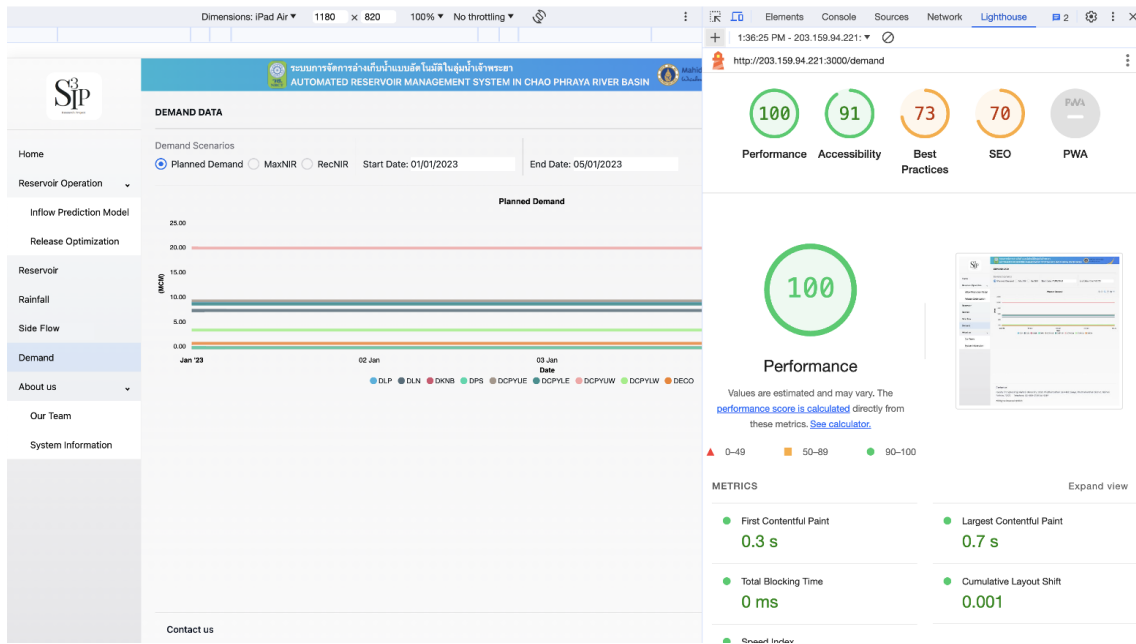 Dimensions: iPad Air ▼ 1180 × 820 100% ▼ No throttling ▼
Elements Console Sources Network Lighthouse 2
1:36:25 PM - 203.159.94.221: ▼
http://203.159.94.221:3000/demand
S3IP
ระบบการจัดการอ่างเก็บน้ำแบบอัตโนมัติในลุ่มน้ำเจ้าพระยา
AUTOMATED RESERVOIR MANAGEMENT SYSTEM IN CHAO PHRAYA RIVER BASIN
Home
Reservoir Operation
Inflow Prediction Model
Release Optimization
Reservoir
Rainfall
Side Flow
Demand
About us
Our Team
System Information
DEMAND DATA
Demand Scenarios
Planned Demand MaxNIR RecNIR Start Date: 01/01/2023 End Date: 05/01/2023
Planned Demand
(MCM)
25.00
20.00
15.00
10.00
5.00
0.00
Jan '23 02 Jan 03 Jan
Date
DLP DLN DKNB DPS DCPYUE DCPYLE DCPYUW DCPYLW DECO
Contact us
100 91 73 70 PWA
Performance Accessibility Best Practices SEO PWA
100
Performance
Values are estimated and may vary. The
performance score is calculated directly from
these metrics. See calculator.
0–49 50–89 90–100
METRICS Expand view
First Contentful Paint
0.3 s
Largest Contentful Paint
0.7 s
Total Blocking Time
0 ms
Cumulative Layout Shift
0.001
Speed Index